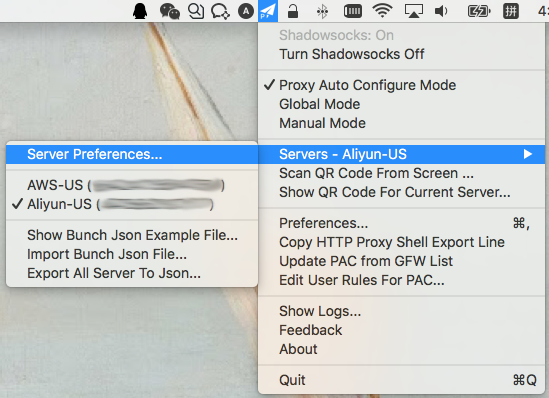 4:
Shadowsocks: On
Turn Shadowsocks Off
Proxy Auto Configure Mode
Global Mode
Manual Mode
Servers - Aliyun-US
Scan QR Code From Screen ...
Show QR Code For Current Server...
Preferences... ⌘,
Copy HTTP Proxy Shell Export Line
Update PAC from GFW List
Edit User Rules For PAC...
Show Logs...
Feedback
About
Quit ⌘Q
Server Preferences...
AWS-US ( )
Aliyun-US ( )
Show Bunch Json Example File...
Import Bunch Json File...
Export All Server To Json...